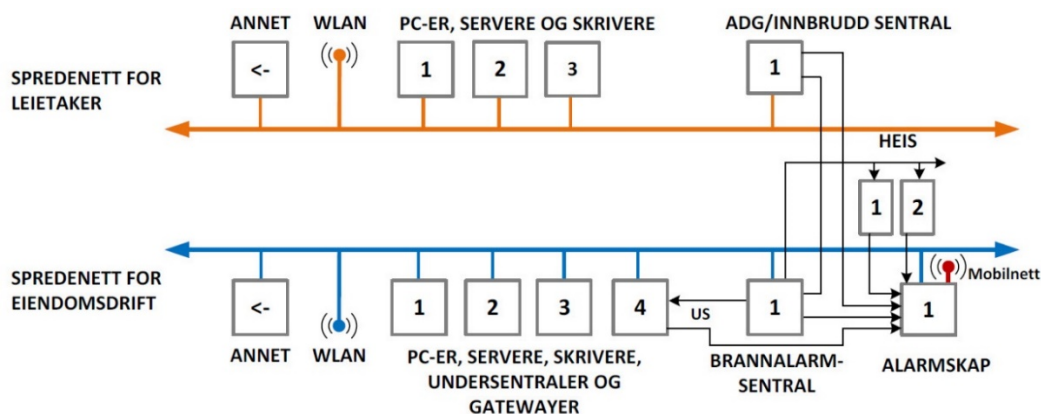 ANNET
WLAN
PC-ER, SERVERE OG SKRIVERE
ADG/INNBRUDD SENTRAL
SPREDENETT FOR
LEIETAKER
<-
1
2
3
1
HEIS
1
2
SPREDENETT FOR
EIENDOMSDRIFT
<-
1
2
3
4
US
1
1
Mobilnett
ANNET
WLAN
PC-ER, SERVERE, SKRIVERE,
UNDERSENTRALER OG
GATEWAYER
BRANNALARM-
SENTRAL
ALARMSKAP